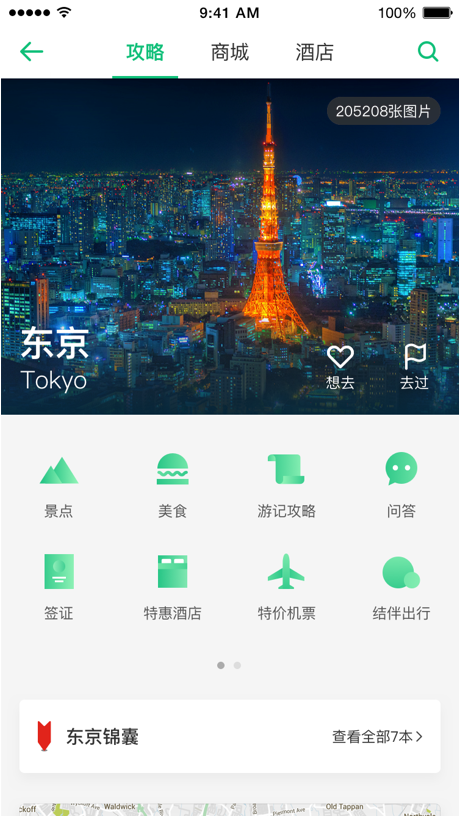 9:41 AM 100%
攻略 商城 酒店
205208张图片
东京
Tokyo
想去 去过
景点 美食 游记攻略 问答
签证 特惠酒店 特价机票 结伴出行
东京锦囊 查看全部7本
ckoff Waldwick Old Tappan